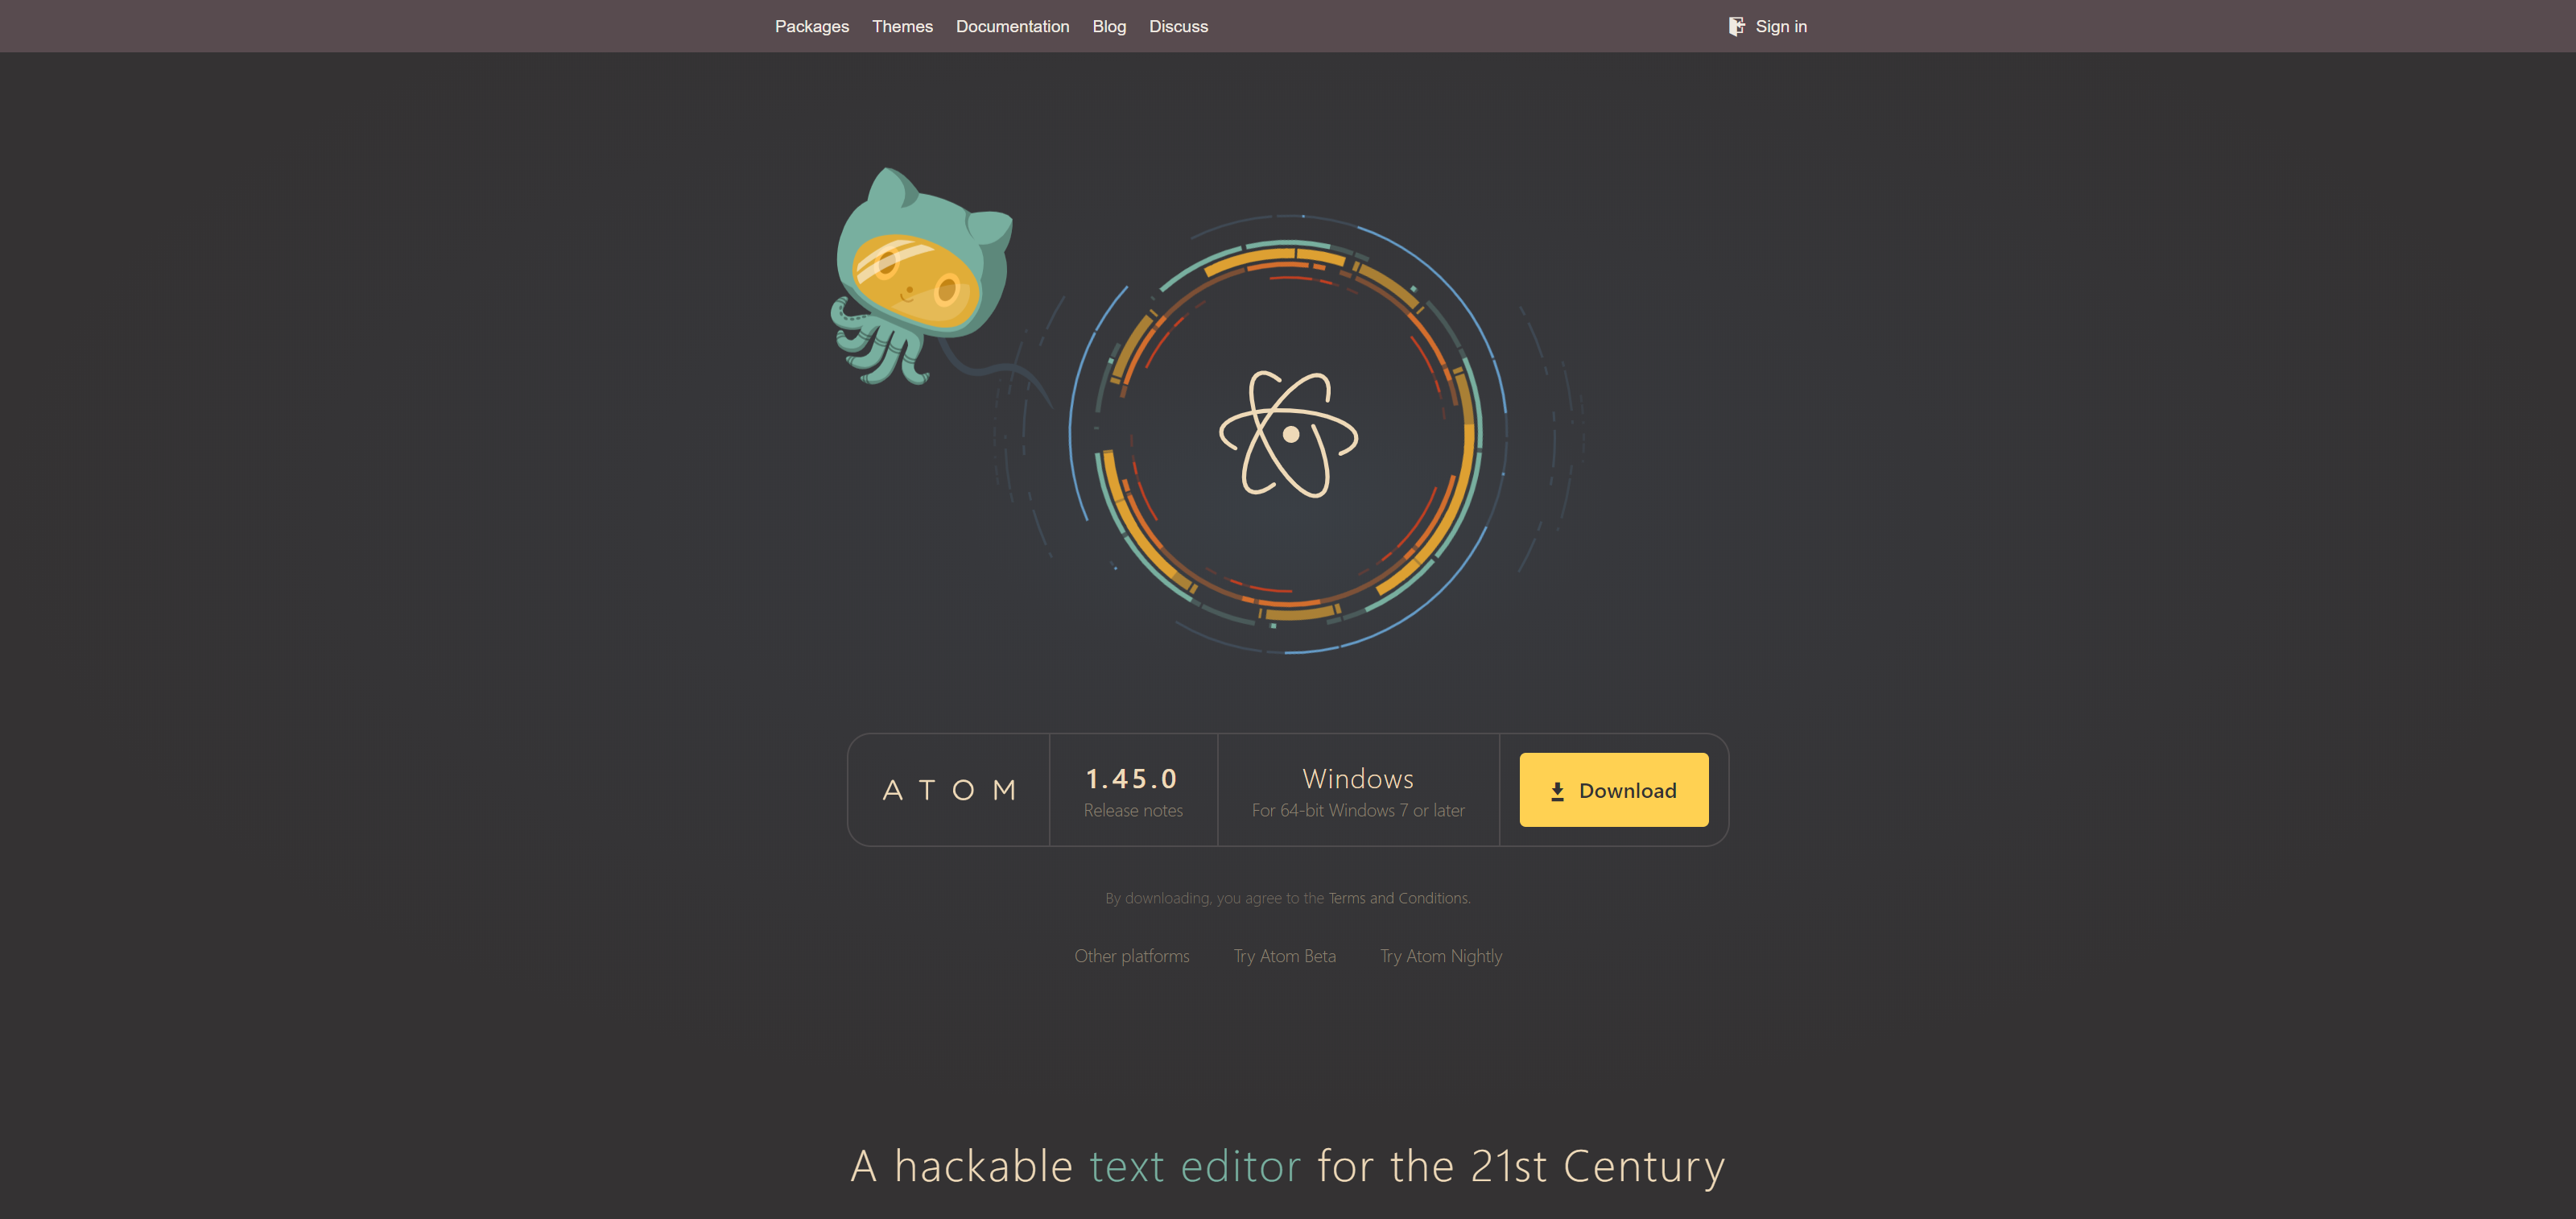 Packages Themes Documentation Blog Discuss Sign in
ATOM
1.45.0
Release notes
Windows
For 64-bit Windows 7 or later
Download
By downloading, you agree to the Terms and Conditions.
Other platforms Try Atom Beta Try Atom Nightly
A hackable text editor for the 21st Century